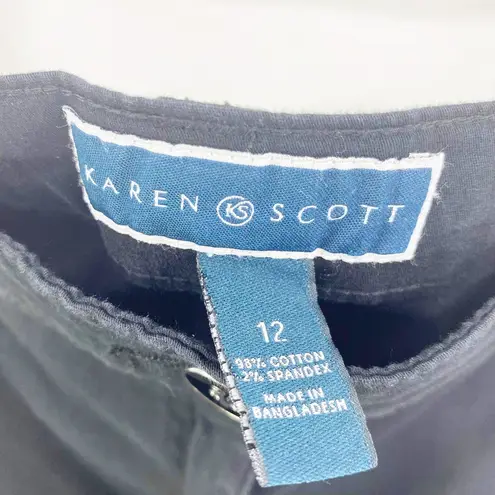 KAREN KS SCOTT
12
98% COTTON
2% SPANDEX
MADE IN
BANGLADESH